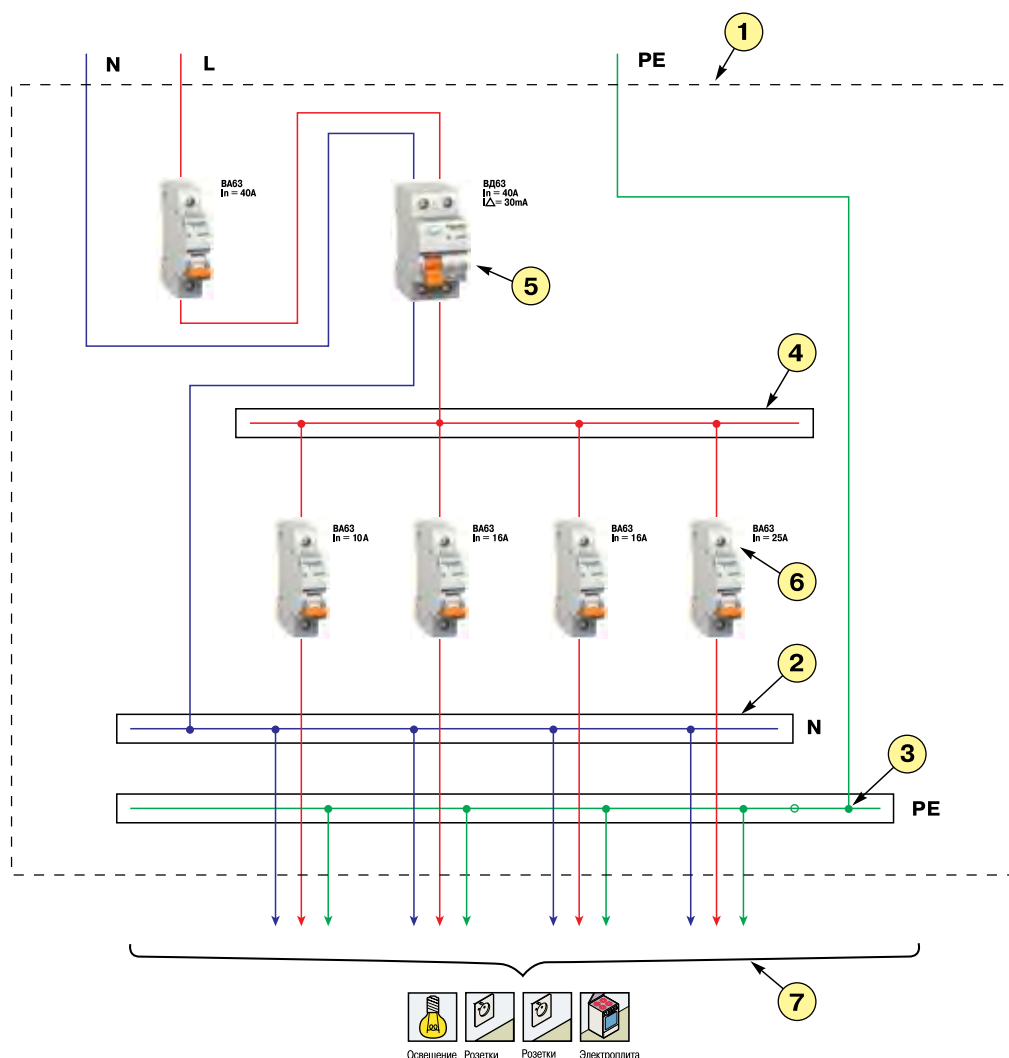 1
N L PE
ВА63
In = 40A
ВД63
In = 40A
I△= 30mA
5
4
ВА63
In = 10A
ВА63
In = 16A
ВА63
In = 16A
ВА63
In = 25A
6
2
N
3
PE
7
Освещение Розетки Розетки Электроплита